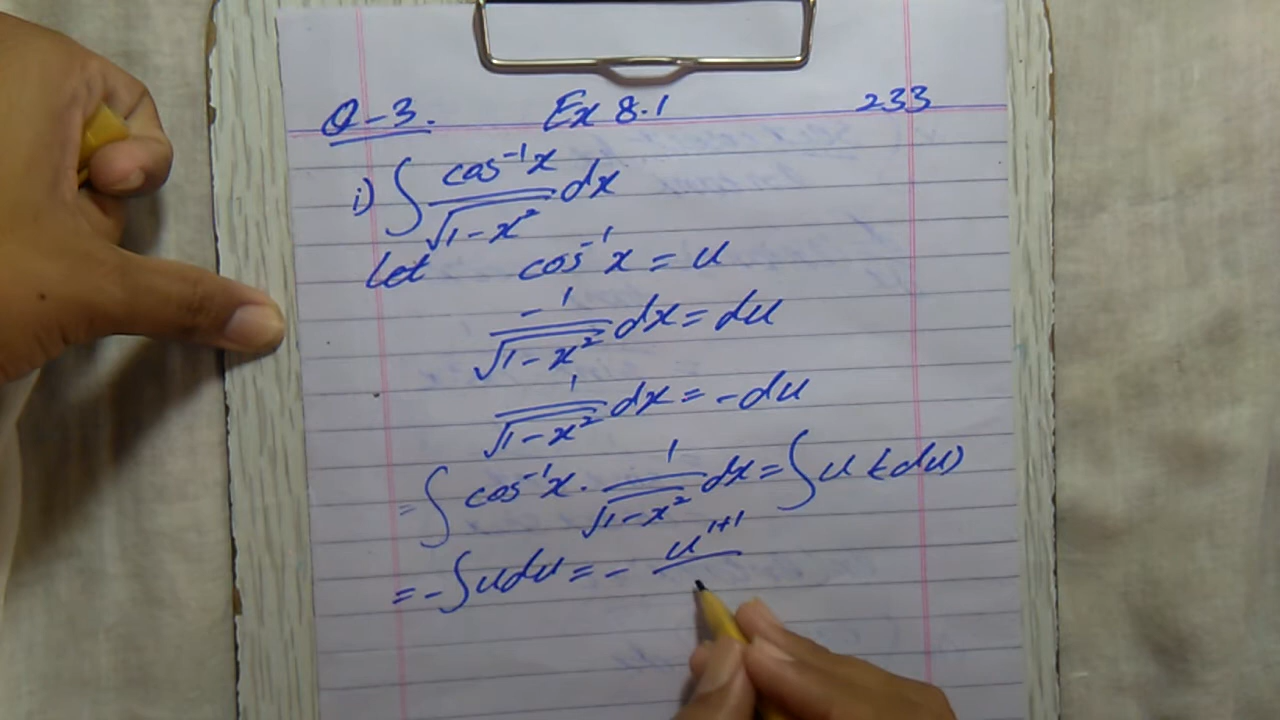 Q-3. Ex 8.1 233
i) ∫ cos⁻¹x / √1-x² dx
Let cos⁻¹x = u
-1 / √1-x² dx = du
1 / √1-x² dx = -du
= ∫ cos⁻¹x . 1 / √1-x² dx = ∫ u (-du)
= -∫ u du = - u¹⁺¹ /